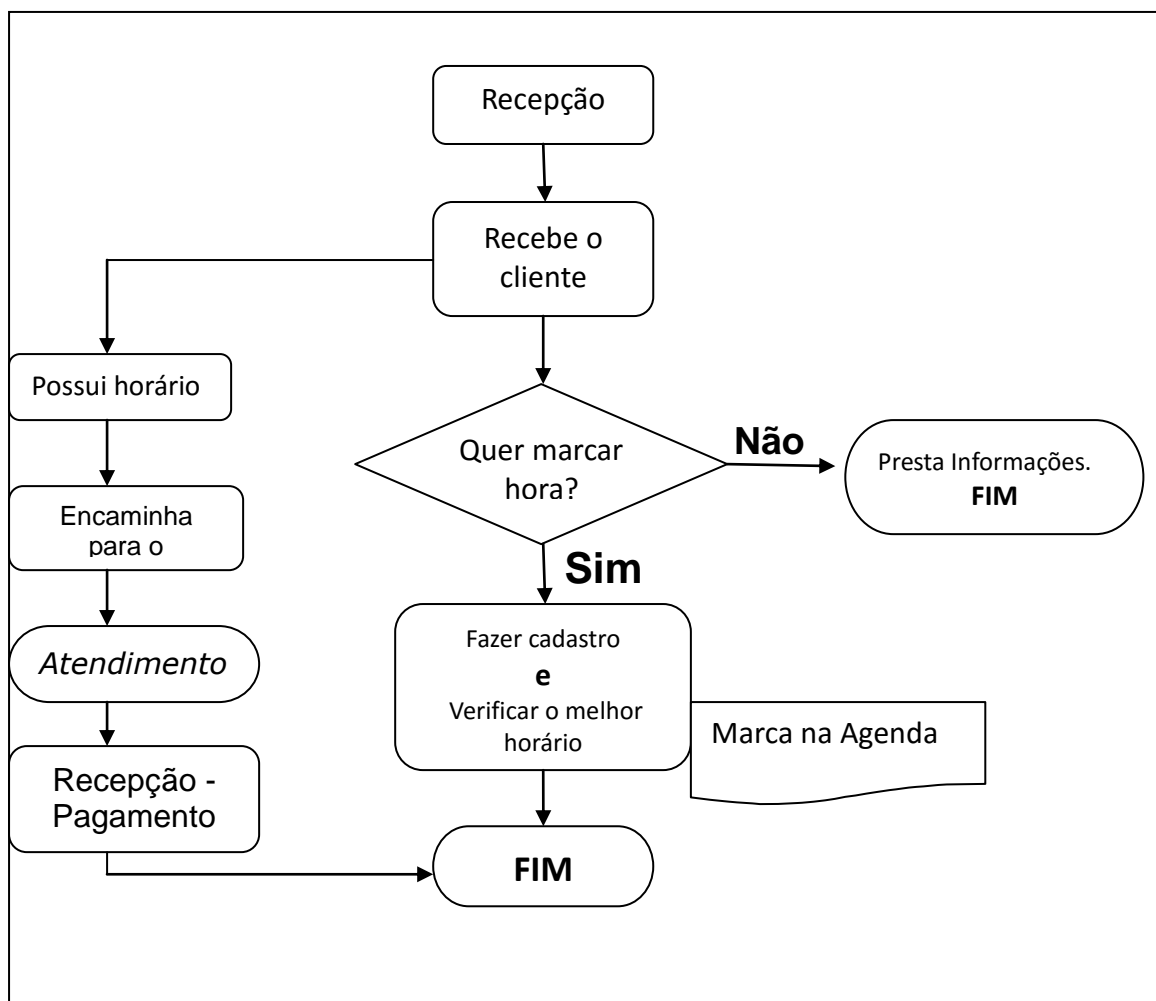 Recepção
Recebe o
cliente
Possui horário
Quer marcar
hora?
Não
Presta Informações.
FIM
Encaminha
para o
Sim
Atendimento
Fazer cadastro
e
Verificar o melhor
horário
Marca na Agenda
Recepção -
Pagamento
FIM